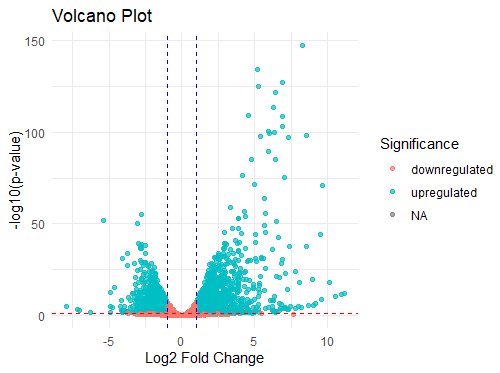 Volcano Plot
150
100
50
0
-log10(p-value)
-5
0
5
10
Log2 Fold Change
Significance
downregulated
upregulated
NA